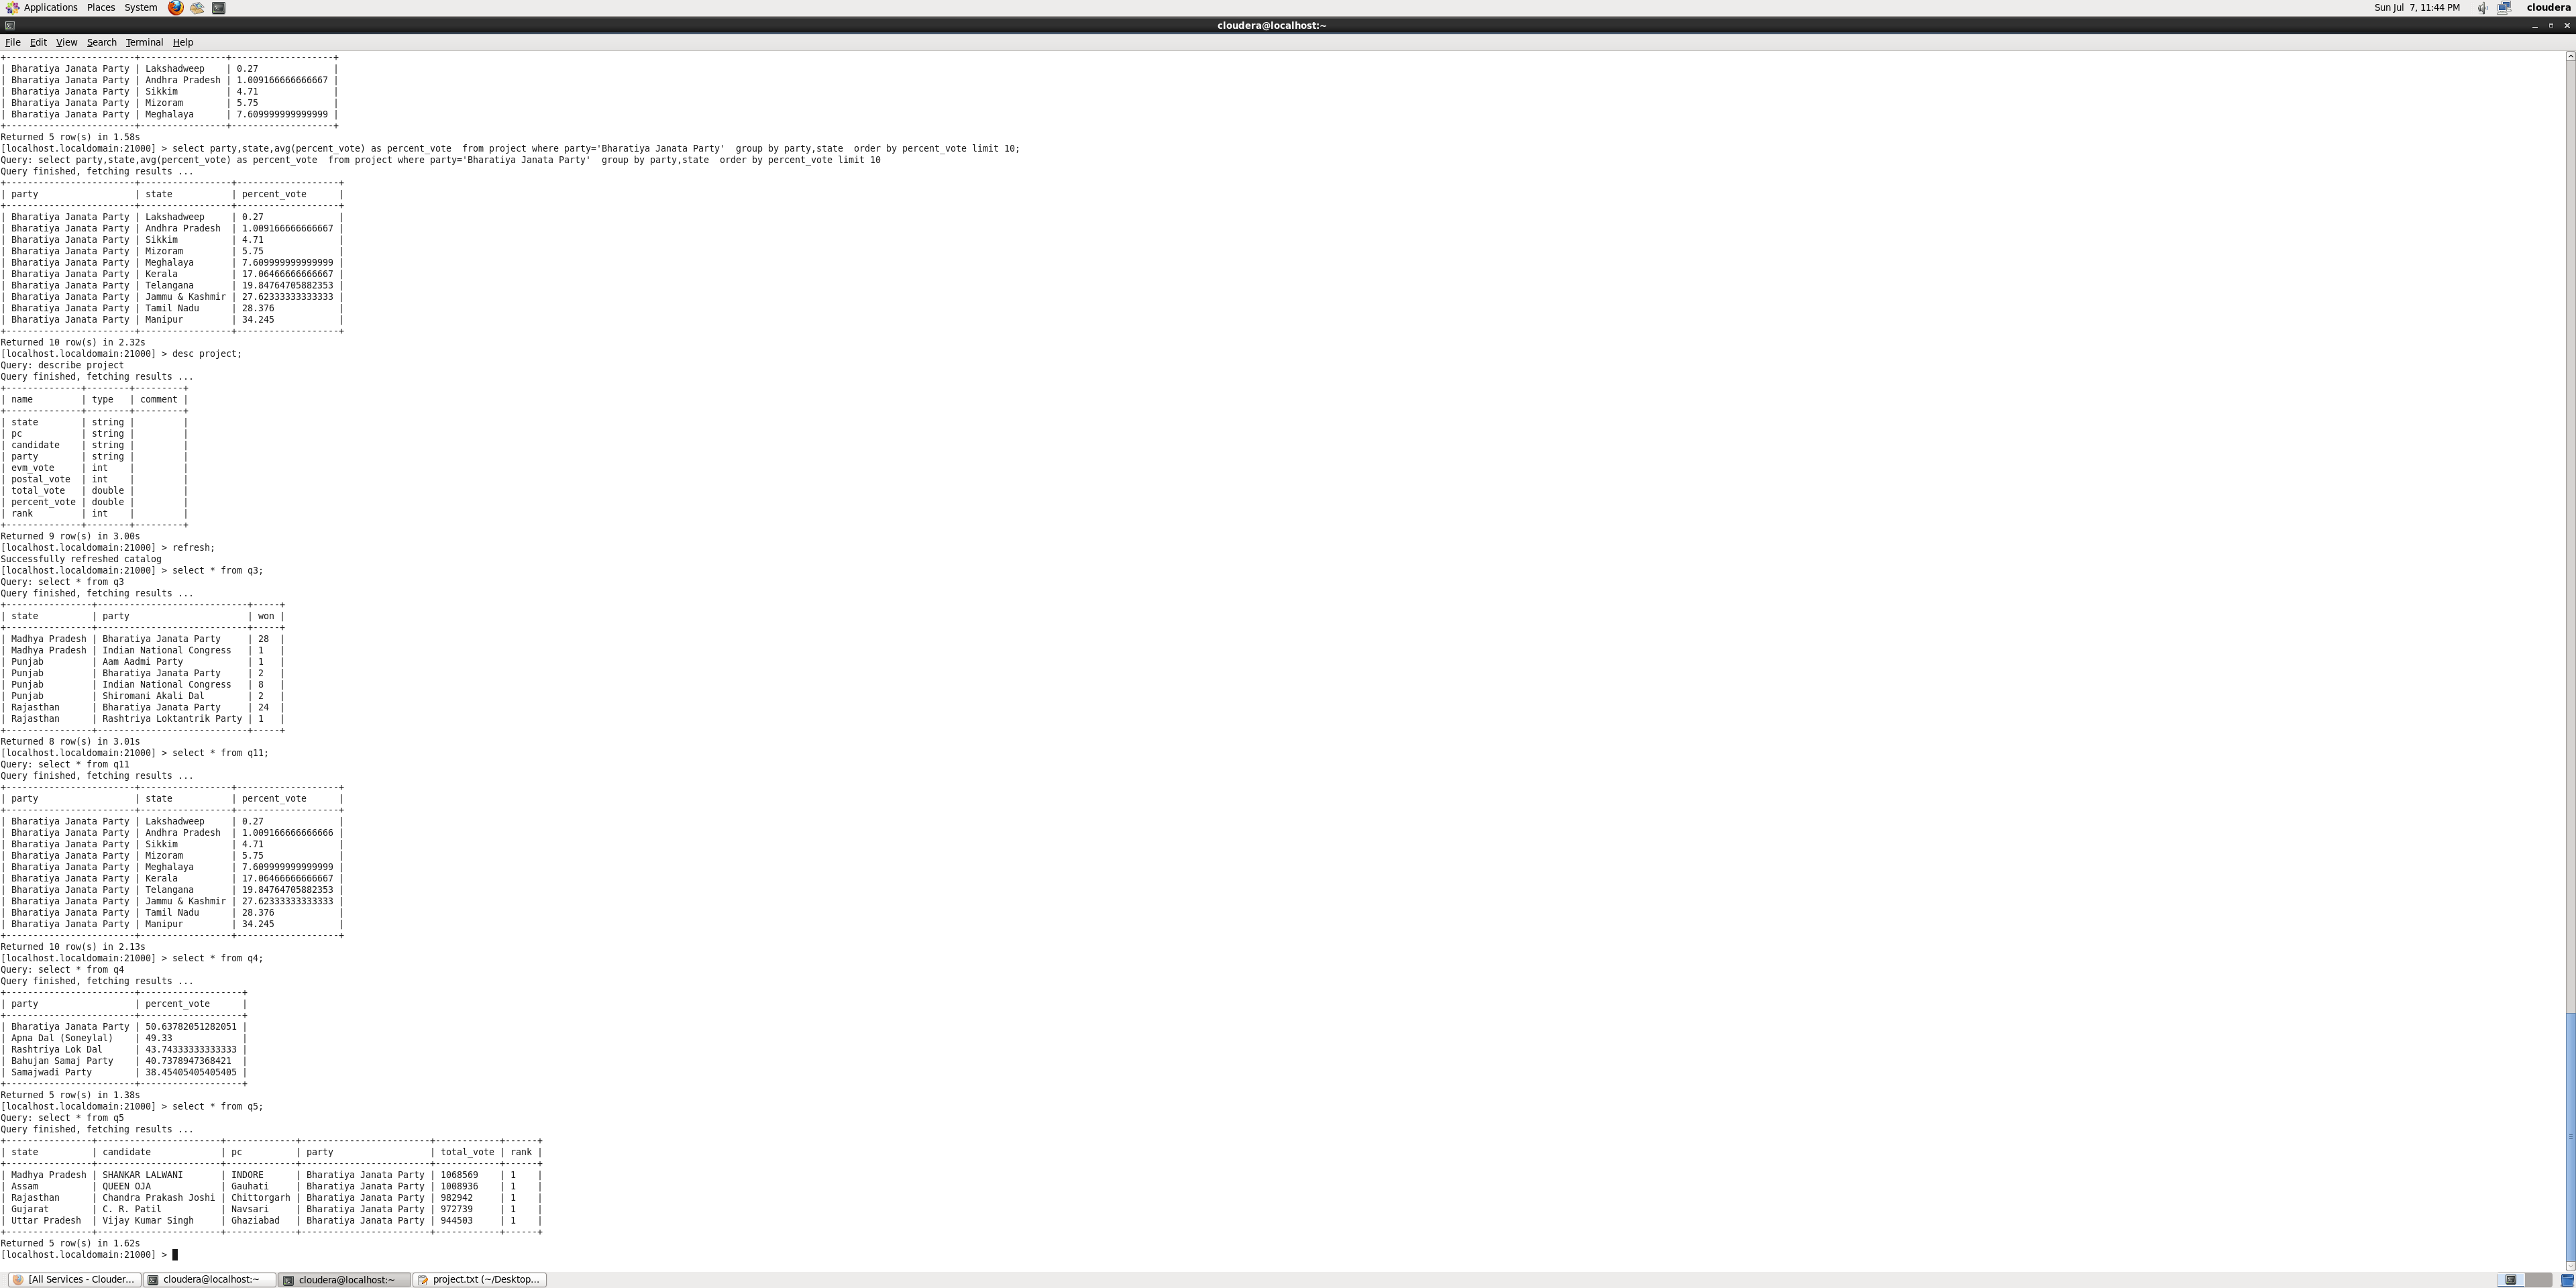 Applications Places System Sun Jul 7, 11:44 PM cloudera
cloudera@localhost:~
File Edit View Search Terminal Help
+-----------------------+----------------+-------------------+
| Bharatiya Janata Party | Lakshadweep    | 0.27              |
| Bharatiya Janata Party | Andhra Pradesh | 1.009166666666667 |
| Bharatiya Janata Party | Sikkim         | 4.71              |
| Bharatiya Janata Party | Mizoram        | 5.75              |
| Bharatiya Janata Party | Meghalaya      | 7.609999999999999 |
+------------------------+----------------+-------------------+
Returned 5 row(s) in 1.58s
[localhost.localdomain:21000] > select party,state,avg(percent_vote) as percent_vote  from project where party='Bharatiya Janata Party'  group by party,state  order by percent_vote limit 10;
Query: select party,state,avg(percent_vote) as percent_vote  from project where party='Bharatiya Janata Party'  group by party,state  order by percent_vote limit 10
Query finished, fetching results ...
+------------------------+-----------------+-------------------+
| party                  | state           | percent_vote      |
+------------------------+-----------------+-------------------+
| Bharatiya Janata Party | Lakshadweep     | 0.27              |
| Bharatiya Janata Party | Andhra Pradesh  | 1.009166666666667 |
| Bharatiya Janata Party | Sikkim          | 4.71              |
| Bharatiya Janata Party | Mizoram         | 5.75              |
| Bharatiya Janata Party | Meghalaya       | 7.609999999999999 |
| Bharatiya Janata Party | Kerala          | 17.06466666666667 |
| Bharatiya Janata Party | Telangana       | 19.84764705882353 |
| Bharatiya Janata Party | Jammu & Kashmir | 27.62333333333333 |
| Bharatiya Janata Party | Tamil Nadu      | 28.376            |
| Bharatiya Janata Party | Manipur         | 34.245            |
+------------------------+-----------------+-------------------+
Returned 10 row(s) in 2.32s
[localhost.localdomain:21000] > desc project;
Query: describe project
Query finished, fetching results ...
+--------------+--------+---------+
| name         | type   | comment |
+--------------+--------+---------+
| state        | string |         |
| pc           | string |         |
| candidate    | string |         |
| party        | string |         |
| evm_vote     | int    |         |
| postal_vote  | int    |         |
| total_vote   | double |         |
| percent_vote | double |         |
| rank         | int    |         |
+--------------+--------+---------+
Returned 9 row(s) in 3.00s
[localhost.localdomain:21000] > refresh;
Successfully refreshed catalog
[localhost.localdomain:21000] > select * from q3;
Query: select * from q3
Query finished, fetching results ...
+----------------+----------------------------+-----+
| state          | party                      | won |
+----------------+----------------------------+-----+
| Madhya Pradesh | Bharatiya Janata Party     | 28  |
| Madhya Pradesh | Indian National Congress   | 1   |
| Punjab         | Aam Aadmi Party            | 1   |
| Punjab         | Bharatiya Janata Party     | 2   |
| Punjab         | Indian National Congress   | 8   |
| Punjab         | Shiromani Akali Dal        | 2   |
| Rajasthan      | Bharatiya Janata Party     | 24  |
| Rajasthan      | Rashtriya Loktantrik Party | 1   |
+----------------+----------------------------+-----+
Returned 8 row(s) in 3.01s
[localhost.localdomain:21000] > select * from q11;
Query: select * from q11
Query finished, fetching results ...
+------------------------+-----------------+-------------------+
| party                  | state           | percent_vote      |
+------------------------+-----------------+-------------------+
| Bharatiya Janata Party | Lakshadweep     | 0.27              |
| Bharatiya Janata Party | Andhra Pradesh  | 1.009166666666666 |
| Bharatiya Janata Party | Sikkim          | 4.71              |
| Bharatiya Janata Party | Mizoram         | 5.75              |
| Bharatiya Janata Party | Meghalaya       | 7.609999999999999 |
| Bharatiya Janata Party | Kerala          | 17.06466666666667 |
| Bharatiya Janata Party | Telangana       | 19.84764705882353 |
| Bharatiya Janata Party | Jammu & Kashmir | 27.62333333333333 |
| Bharatiya Janata Party | Tamil Nadu      | 28.376            |
| Bharatiya Janata Party | Manipur         | 34.245            |
+------------------------+-----------------+-------------------+
Returned 10 row(s) in 2.13s
[localhost.localdomain:21000] > select * from q4;
Query: select * from q4
Query finished, fetching results ...
+------------------------+-------------------+
| party                  | percent_vote      |
+------------------------+-------------------+
| Bharatiya Janata Party | 50.63782051282051 |
| Apna Dal (Soneylal)    | 49.33             |
| Rashtriya Lok Dal      | 43.74333333333333 |
| Bahujan Samaj Party    | 40.7378947368421  |
| Samajwadi Party        | 38.45405405405405 |
+------------------------+-------------------+
Returned 5 row(s) in 1.38s
[localhost.localdomain:21000] > select * from q5;
Query: select * from q5
Query finished, fetching results ...
+----------------+-----------------------+-------------+------------------------+------------+------+
| state          | candidate             | pc          | party                  | total_vote | rank |
+----------------+-----------------------+-------------+------------------------+------------+------+
| Madhya Pradesh | SHANKAR LALWANI       | INDORE      | Bharatiya Janata Party | 1068569    | 1    |
| Assam          | QUEEN OJA             | Gauhati     | Bharatiya Janata Party | 1008936    | 1    |
| Rajasthan      | Chandra Prakash Joshi | Chittorgarh | Bharatiya Janata Party | 982942     | 1    |
| Gujarat        | C. R. Patil           | Navsari     | Bharatiya Janata Party | 972739     | 1    |
| Uttar Pradesh  | Vijay Kumar Singh     | Ghaziabad   | Bharatiya Janata Party | 944503     | 1    |
+----------------+-----------------------+-------------+------------------------+------------+------+
Returned 5 row(s) in 1.62s
[localhost.localdomain:21000] >
[All Services - Clouder... cloudera@localhost:~ cloudera@localhost:~ project.txt (~/Desktop...